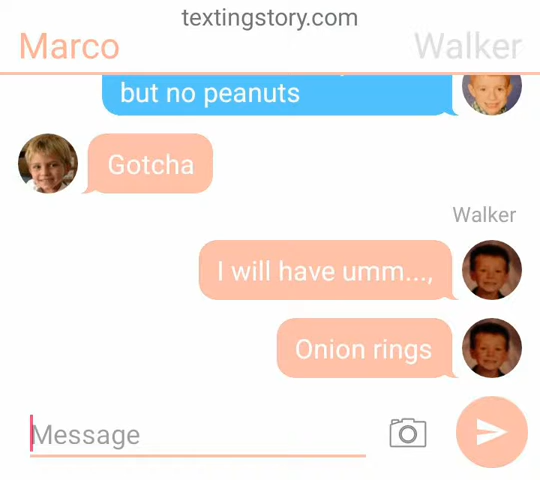 textingstory.com
Marco
Walker
but no peanuts
Gotcha
Walker
I will have umm...,
Onion rings
Message